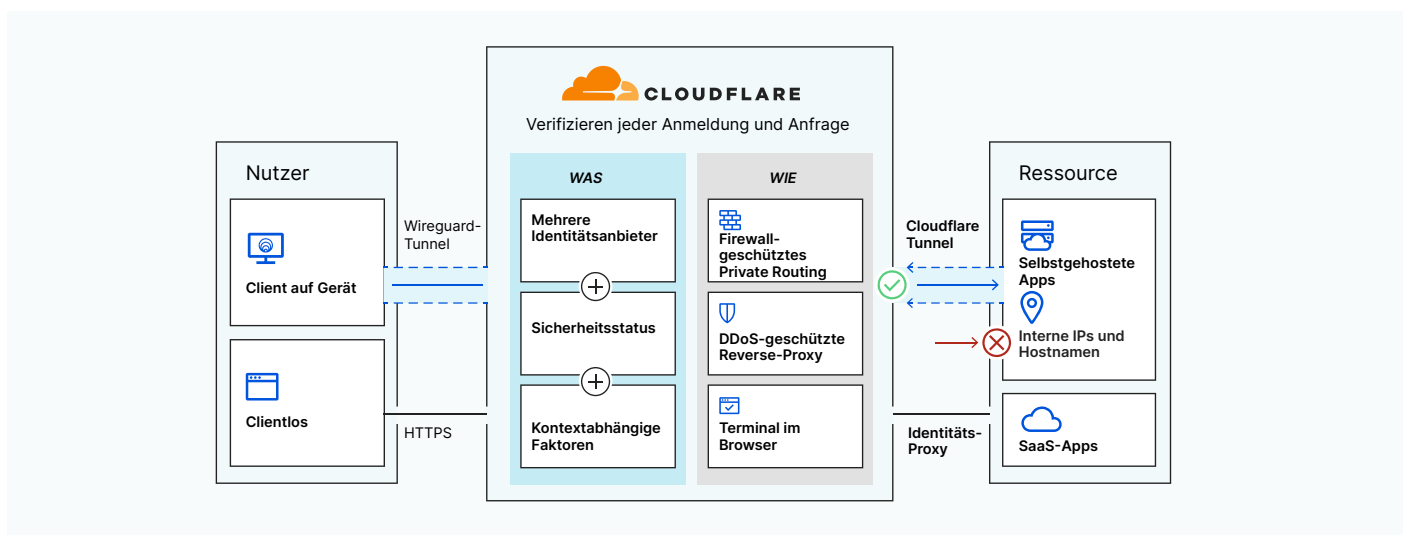 CLOUDFLARE
Verifizieren jeder Anmeldung und Anfrage
Nutzer
Client auf Gerät
Clientlos
Wireguard-
Tunnel
HTTPS
WAS
Mehrere
Identitätsanbieter
Sicherheitsstatus
Kontextabhängige
Faktoren
WIE
Firewall-
geschütztes
Private Routing
DDoS-geschützte
Reverse-Proxy
Terminal im
Browser
Cloudflare
Tunnel
Identitäts-
Proxy
Ressource
Selbstgehostete
Apps
Interne IPs und
Hostnamen
SaaS-Apps